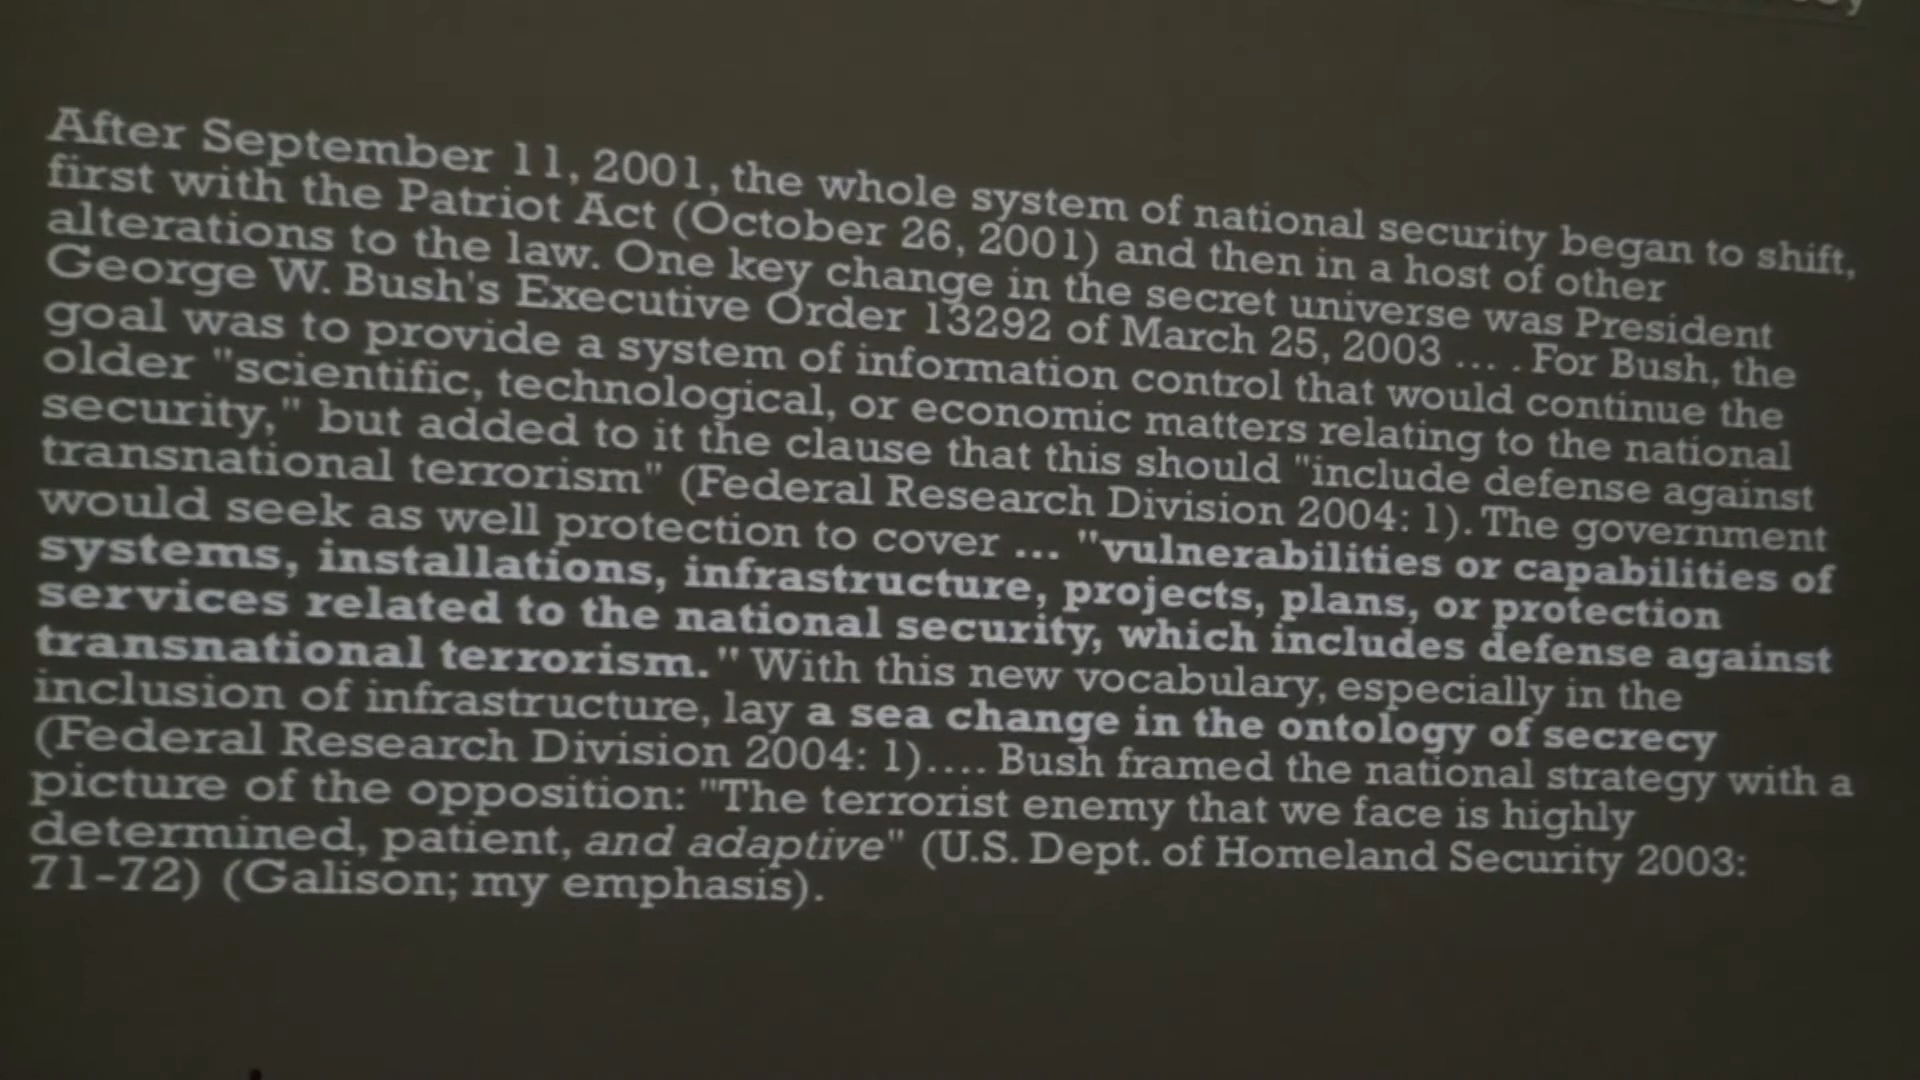 After September 11, 2001, the whole system of national security began to shift,
first with the Patriot Act (October 26, 2001) and then in a host of other
alterations to the law. One key change in the secret universe was President
George W. Bush's Executive Order 13292 of March 25, 2003 ... . For Bush, the
goal was to provide a system of information control that would continue the
older "scientific, technological, or economic matters relating to the national
security," but added to it the clause that this should "include defense against
transnational terrorism" (Federal Research Division 2004: 1). The government
would seek as well protection to cover ... "vulnerabilities or capabilities of
systems, installations, infrastructure, projects, plans, or protection
services related to the national security, which includes defense against
transnational terrorism." With this new vocabulary, especially in the
inclusion of infrastructure, lay a sea change in the ontology of secrecy
(Federal Research Division 2004: 1).... Bush framed the national strategy with a
picture of the opposition: "The terrorist enemy that we face is highly
determined, patient, and adaptive" (U.S. Dept. of Homeland Security 2003:
71-72) (Galison; my emphasis).